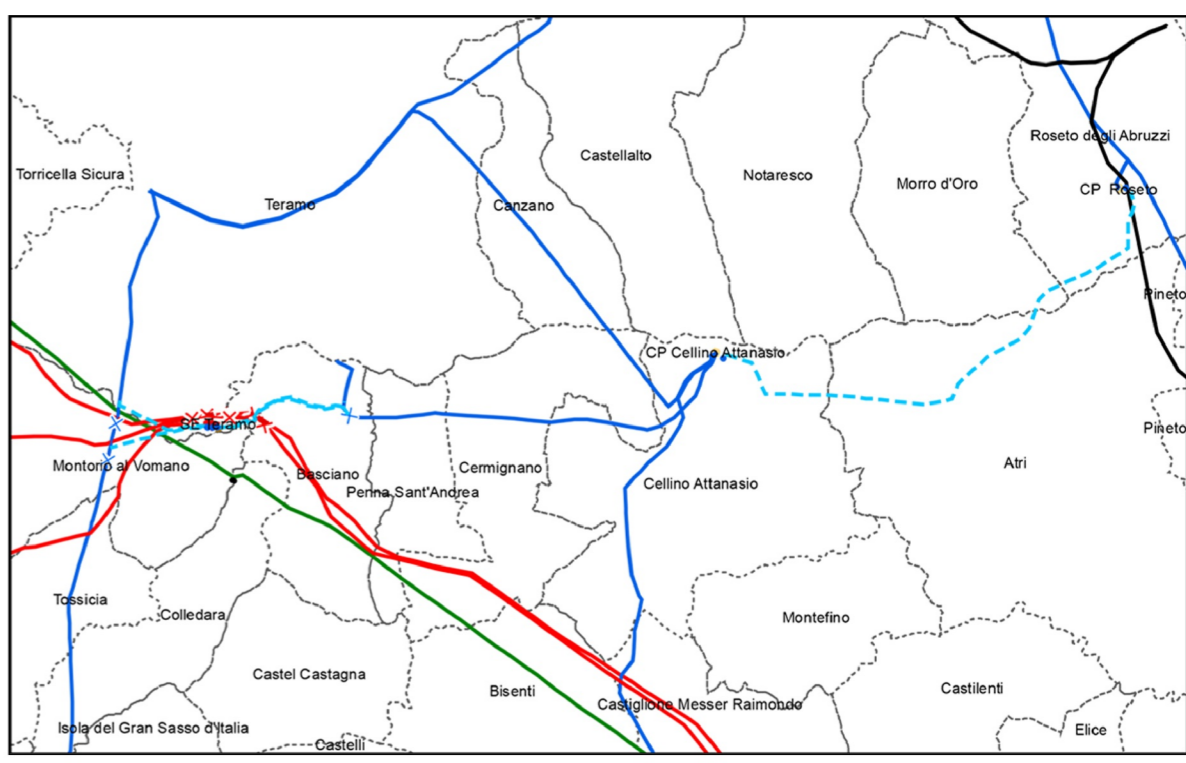 Roseto degli Abruzzi
Castellalto
Torricella Sicura
Notaresco
Morro d'Oro
CP Roseto
Teramo
Canzano
Pineto
CP Cellino Attanasio
SE Teramo
Pineto
Montorio al Vomano
Atri
Basciano
Cermignano
Cellino Attanasio
Penna Sant'Andrea
Tossicia
Colledara
Montefino
Castel Castagna
Bisenti
Castilenti
Castiglione Messer Raimondo
Isola del Gran Sasso d'Italia
Elice
Castelli